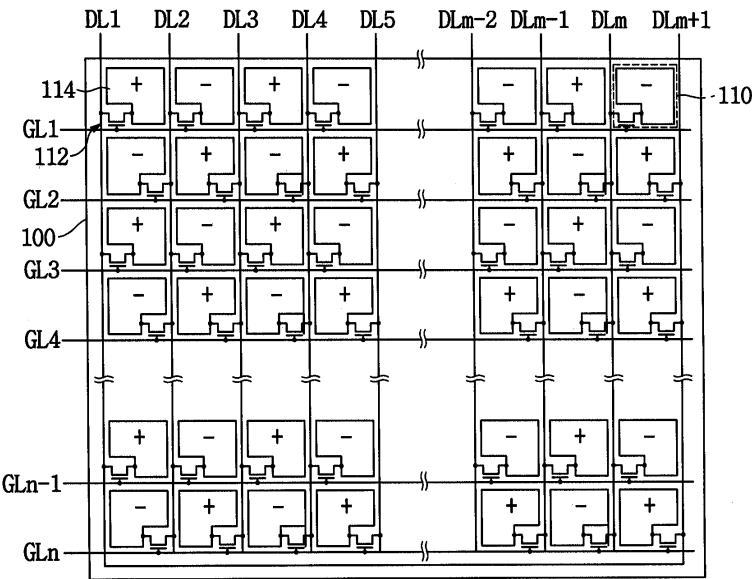 DL1 DL2 DL3 DL4 DL5 DLm-2 DLm-1 DLm DLm+1
114 + - + - - + - 110
GL1
112 - + - + + - +
GL2
100 + - + - - + -
GL3
- + - + + - +
GL4
+ - + - - + -
GLn-1
- + - + + - +
GLn